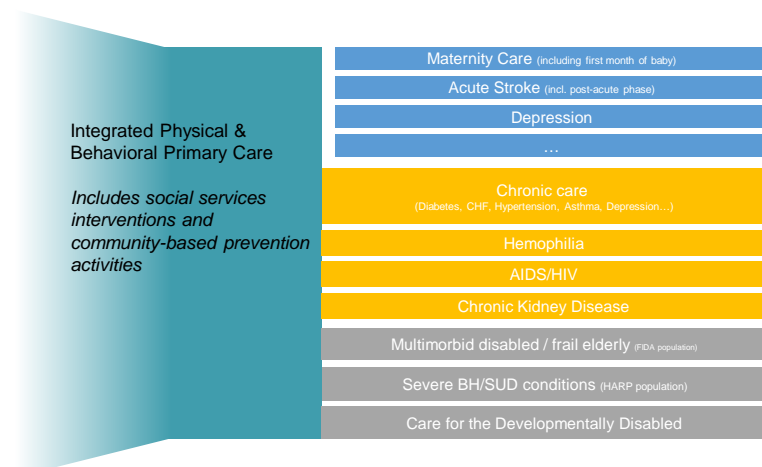 Integrated Physical &
Behavioral Primary Care
Includes social services
interventions and
community-based prevention
activities
Maternity Care (including first month of baby)
Acute Stroke (incl. post-acute phase)
Depression
…
Chronic care
(Diabetes, CHF, Hypertension, Asthma, Depression…)
Hemophilia
AIDS/HIV
Chronic Kidney Disease
Multimorbid disabled / frail elderly (FIDA population)
Severe BH/SUD conditions (HARP population)
Care for the Developmentally Disabled